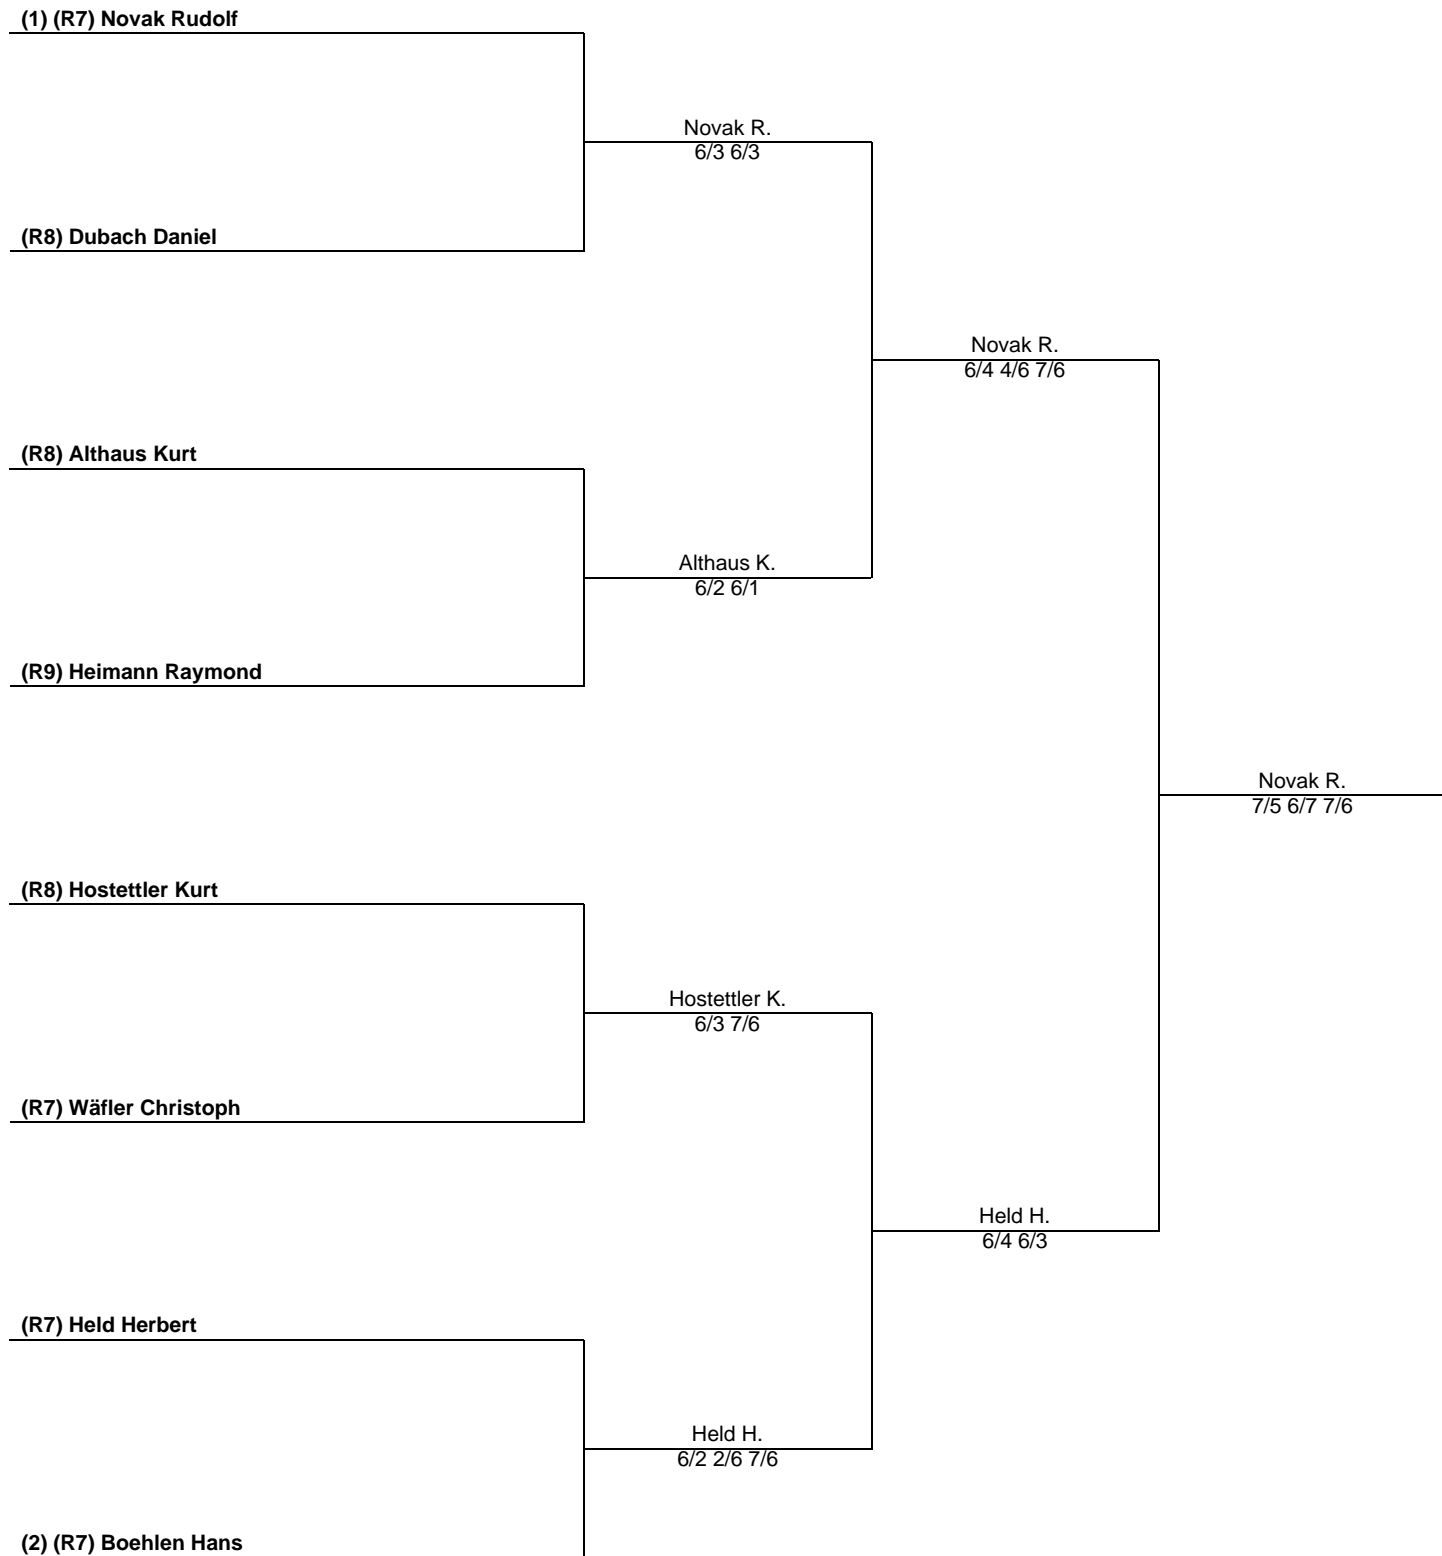 (1) (R7) Novak Rudolf
Novak R.
6/3 6/3
(R8) Dubach Daniel
Novak R.
6/4 4/6 7/6
(R8) Althaus Kurt
Althaus K.
6/2 6/1
(R9) Heimann Raymond
Novak R.
7/5 6/7 7/6
(R8) Hostettler Kurt
Hostettler K.
6/3 7/6
(R7) Wäfler Christoph
Held H.
6/4 6/3
(R7) Held Herbert
Held H.
6/2 2/6 7/6
(2) (R7) Boehlen Hans